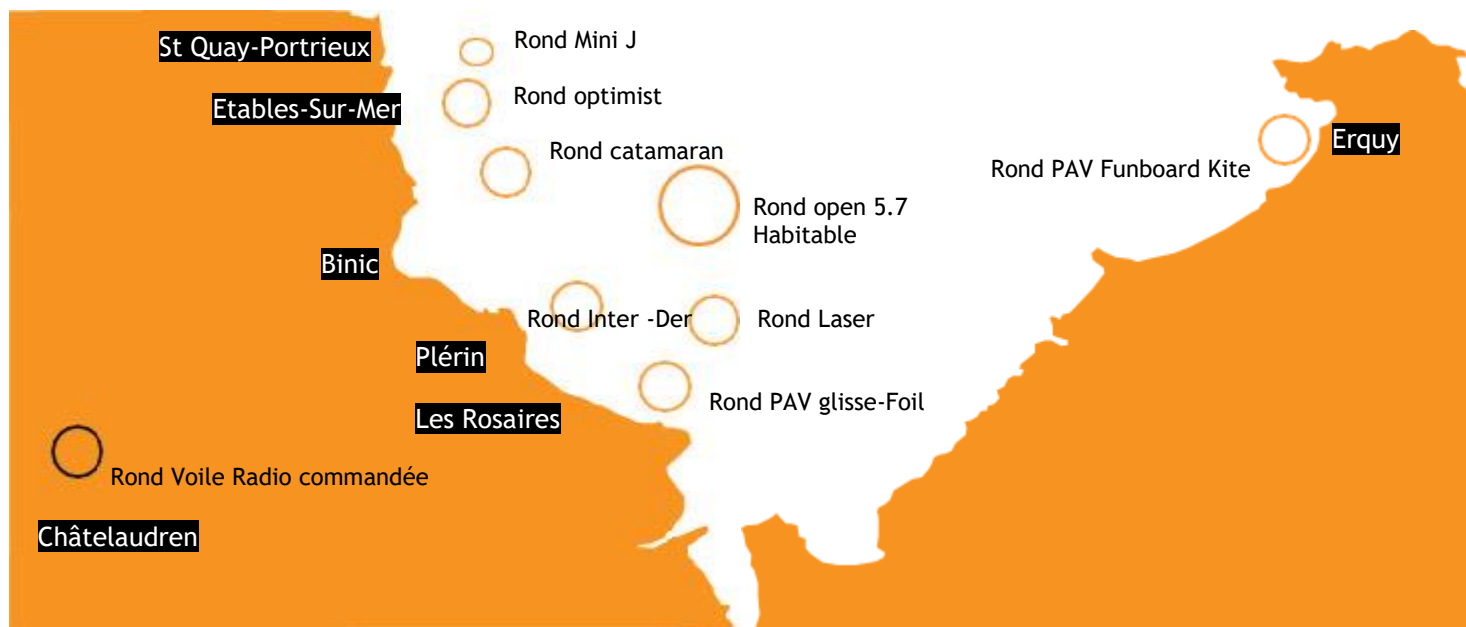 St Quay-Portrieux
Rond Mini J
Etables-Sur-Mer
Rond optimist
Rond catamaran
Erquy
Rond PAV Funboard Kite
Rond open 5.7
Habitable
Binic
Rond Inter -Der
Rond Laser
Plérin
Rond PAV glisse-Foil
Les Rosaires
Rond Voile Radio commandée
Châtelaudren